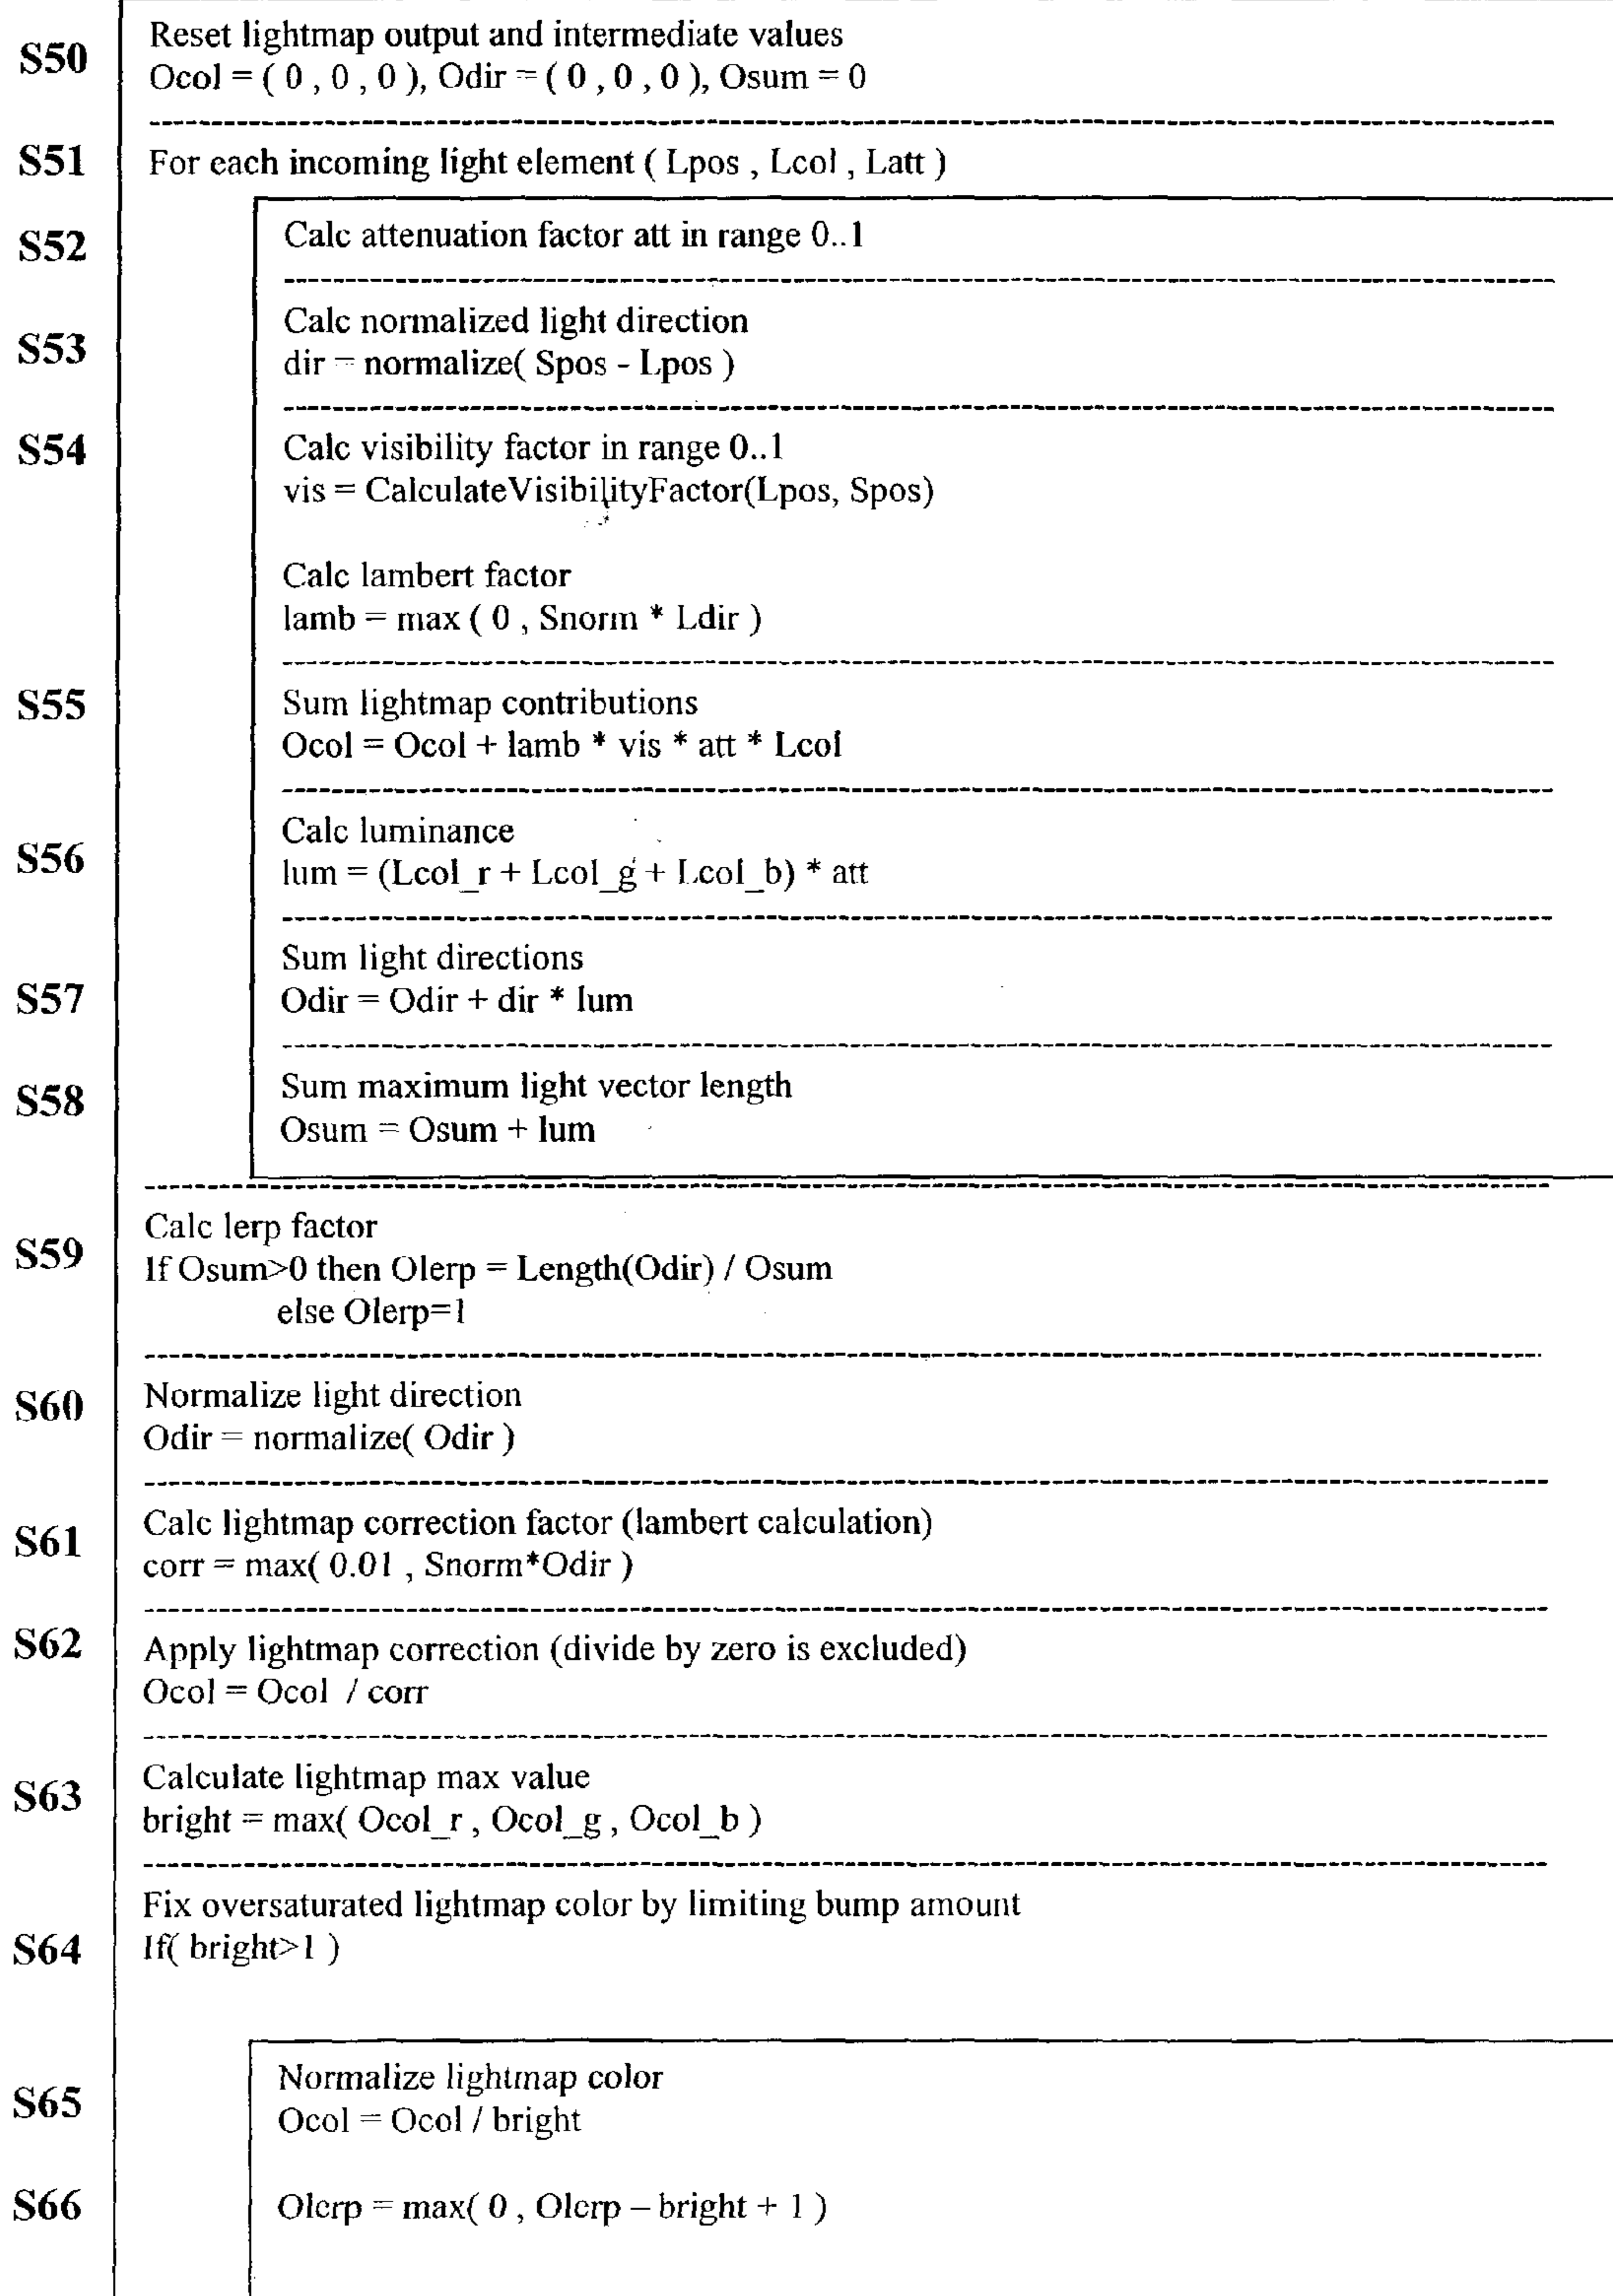 S50
Reset lightmap output and intermediate values
Ocol = ( 0 , 0 , 0 ), Odir = ( 0 , 0 , 0 ), Osum = 0
S51
For each incoming light element ( Lpos , Lcol , Latt )
S52
Calc attenuation factor att in range 0..1
S53
Calc normalized light direction
dir = normalize( Spos - Lpos )
S54
Calc visibility factor in range 0..1
vis = CalculateVisibilityFactor(Lpos, Spos)
Calc lambert factor
lamb = max ( 0 , Snorm * Ldir )
S55
Sum lightmap contributions
Ocol = Ocol + lamb * vis * att * Lcol
S56
Calc luminance
lum = (Lcol_r + Lcol_g + Lcol_b) * att
S57
Sum light directions
Odir = Odir + dir * lum
S58
Sum maximum light vector length
Osum = Osum + lum
S59
Calc lerp factor
If Osum>0 then Olerp = Length(Odir) / Osum
else Olerp=1
S60
Normalize light direction
Odir = normalize( Odir )
S61
Calc lightmap correction factor (lambert calculation)
corr = max( 0.01 , Snorm*Odir )
S62
Apply lightmap correction (divide by zero is excluded)
Ocol = Ocol / corr
S63
Calculate lightmap max value
bright = max( Ocol_r , Ocol_g , Ocol_b )
S64
Fix oversaturated lightmap color by limiting bump amount
If( bright>1 )
S65
Normalize lightmap color
Ocol = Ocol / bright
S66
Olerp = max( 0 , Olerp – bright + 1 )